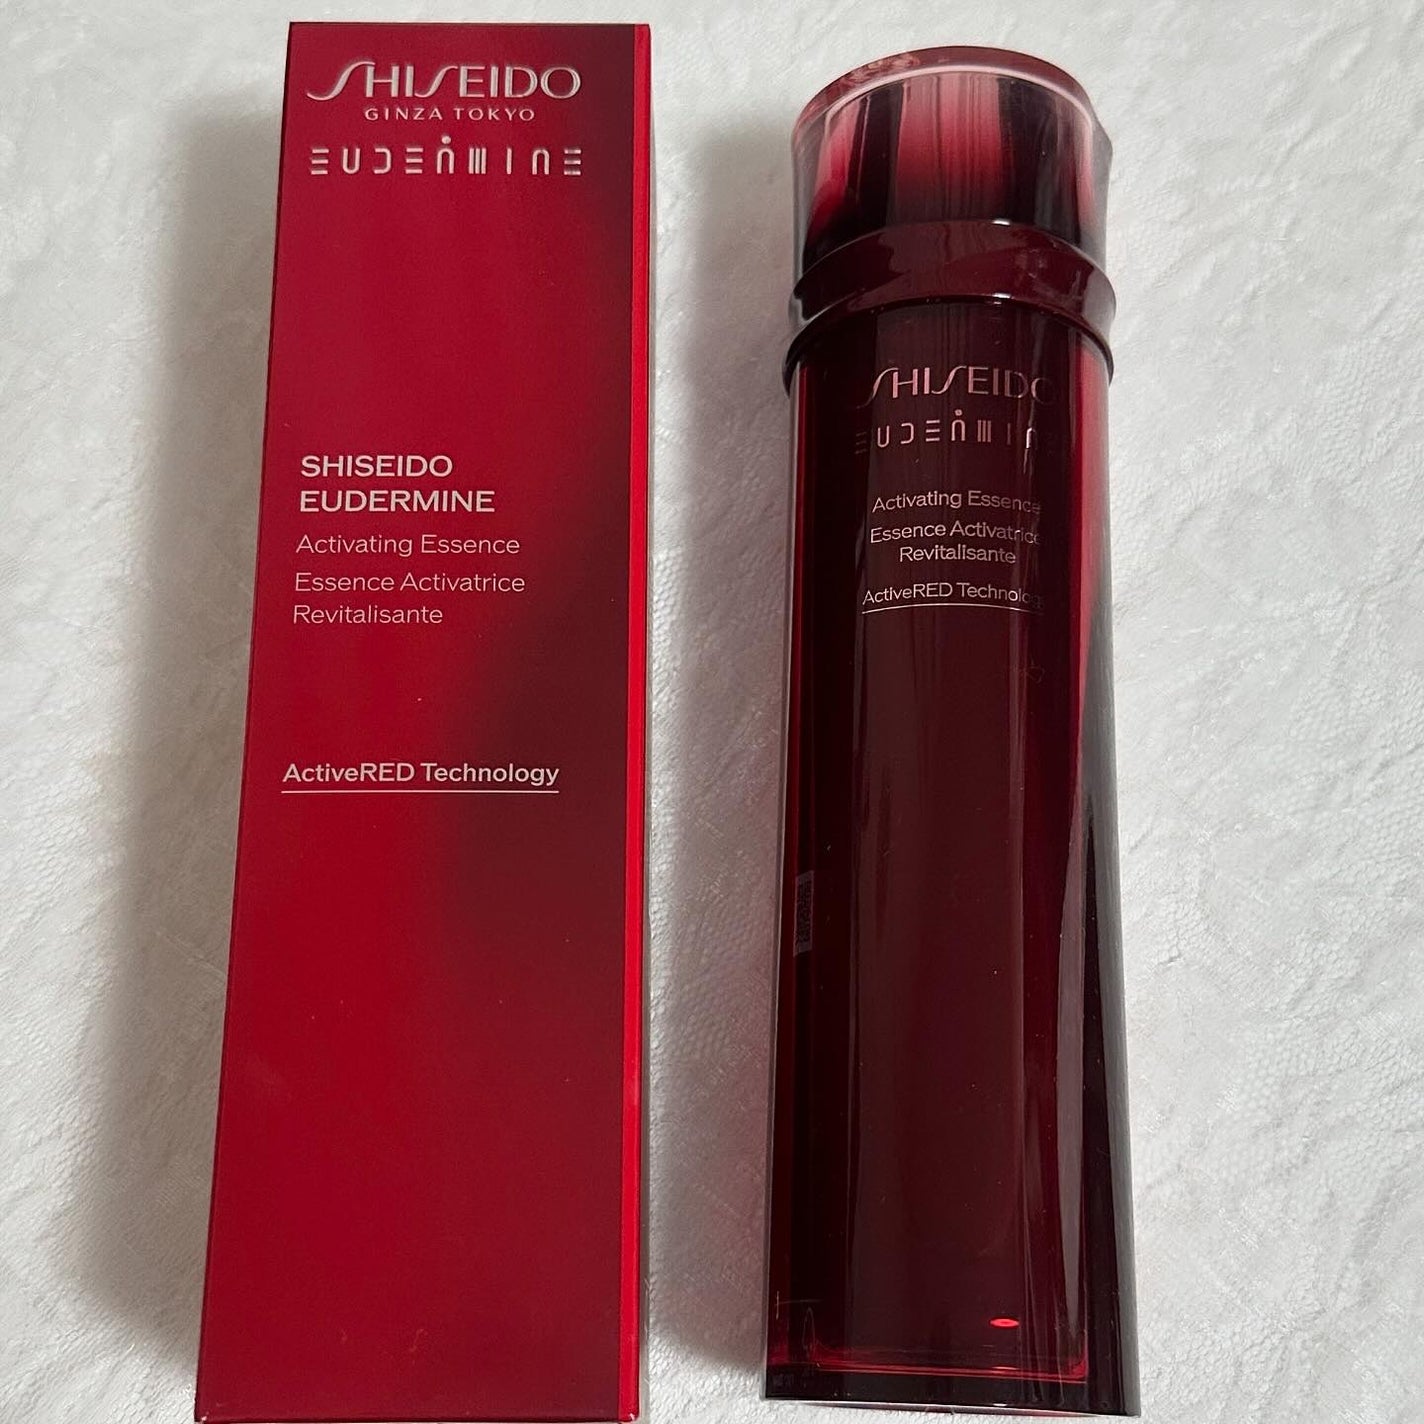 SHISEIDO
GINZA TOKYO
EUDERMINE
SHISEIDO
EUDERMINE
Activating Essence
Essence Activatrice
Revitalisante
ActiveRED Technology
SHISEIDO
EUDERMINE
Activating Essence
Essence Activatrice
Revitalisante
ActiveRED Technology